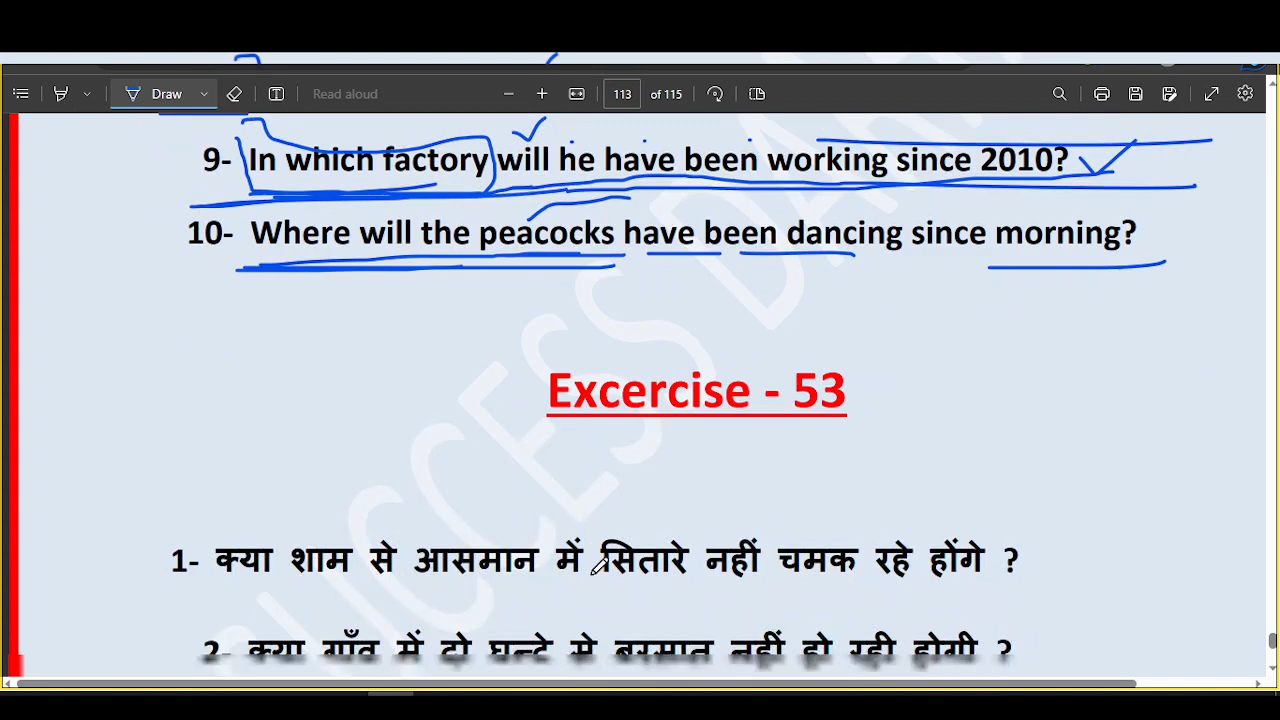 Draw
Read aloud
113 of 115
9- In which factory will he have been working since 2010?
10- Where will the peacocks have been dancing since morning?
Excercise - 53
1- क्या शाम से आसमान में सितारे नहीं चमक रहे होंगे ?
2- क्या गाँव में दो घन्टे से बरसात नहीं हो रही होगी ?